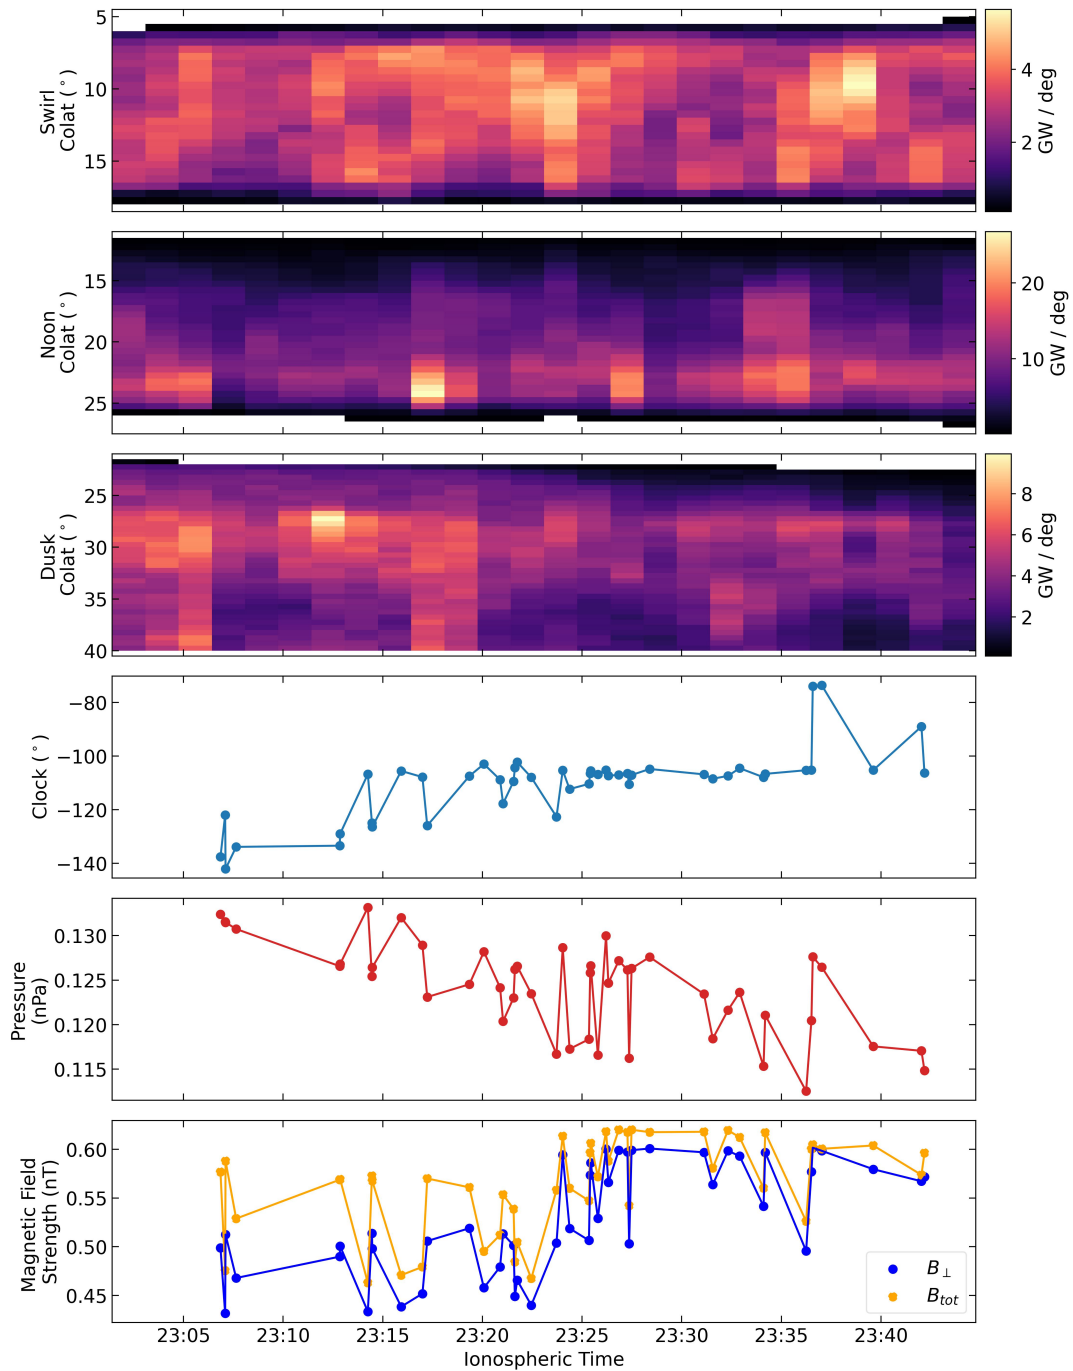 5
10
15
Swirl
Colat (°)
4
2
GW / deg
15
20
25
Noon
Colat (°)
20
10
GW / deg
25
30
35
40
Dusk
Colat (°)
8
6
4
2
GW / deg
−80
−100
−120
−140
Clock (°)
0.130
0.125
0.120
0.115
Pressure
(nPa)
0.60
0.55
0.50
0.45
Magnetic Field
Strength (nT)
B⊥
Btot
23:05 23:10 23:15 23:20 23:25 23:30 23:35 23:40
Ionospheric Time